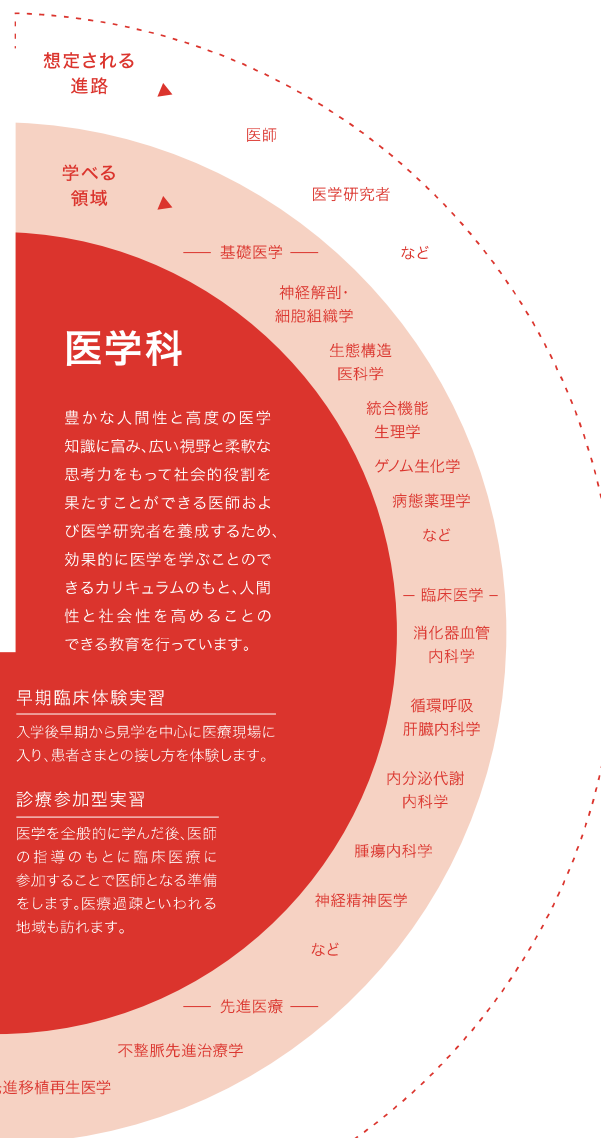 想定される
進路
医師
医学研究者
など
学べる
領域
基礎医学
神経解剖・
細胞組織学
生態構造
医科学
統合機能
生理学
ゲノム生化学
病態薬理学
など
臨床医学
消化器血管
内科学
循環呼吸
肝臓内科学
内分泌代謝
内科学
腫瘍内科学
神経精神医学
など
先進医療
不整脈先進治療学
進移植再生医学
医学科
豊かな人間性と高度の医学
知識に富み、広い視野と柔軟な
思考力をもって社会的役割を
果たすことができる医師およ
び医学研究者を養成するため、
効果的に医学を学ぶことので
きるカリキュラムのもと、人間
性と社会性を高めることの
できる教育を行っています。
早期臨床体験実習
入学後早期から見学を中心に医療現場に
入り、患者さまとの接し方を体験します。
診療参加型実習
医学を全般的に学んだ後、医師
の指導のもとに臨床医療に
参加することで医師となる準備
をします。医療過疎といわれる
地域も訪れます。